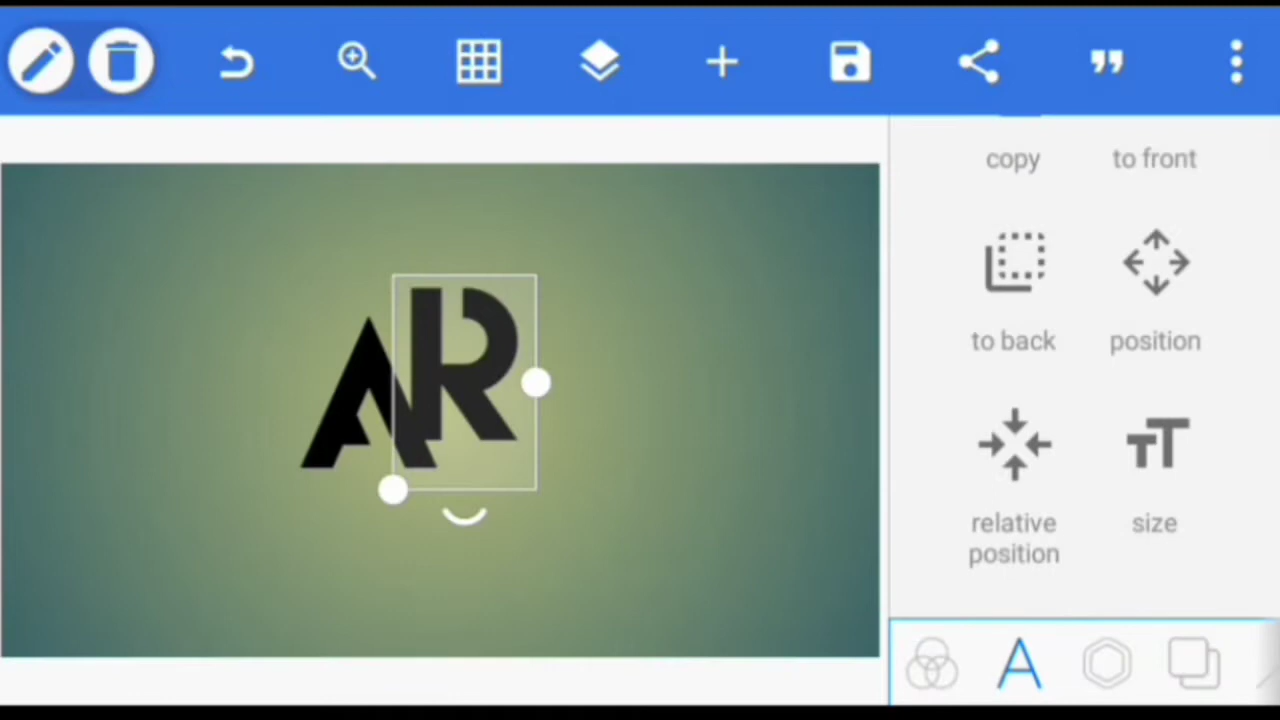 copy
to front
AR
to back
position
relative
position
size